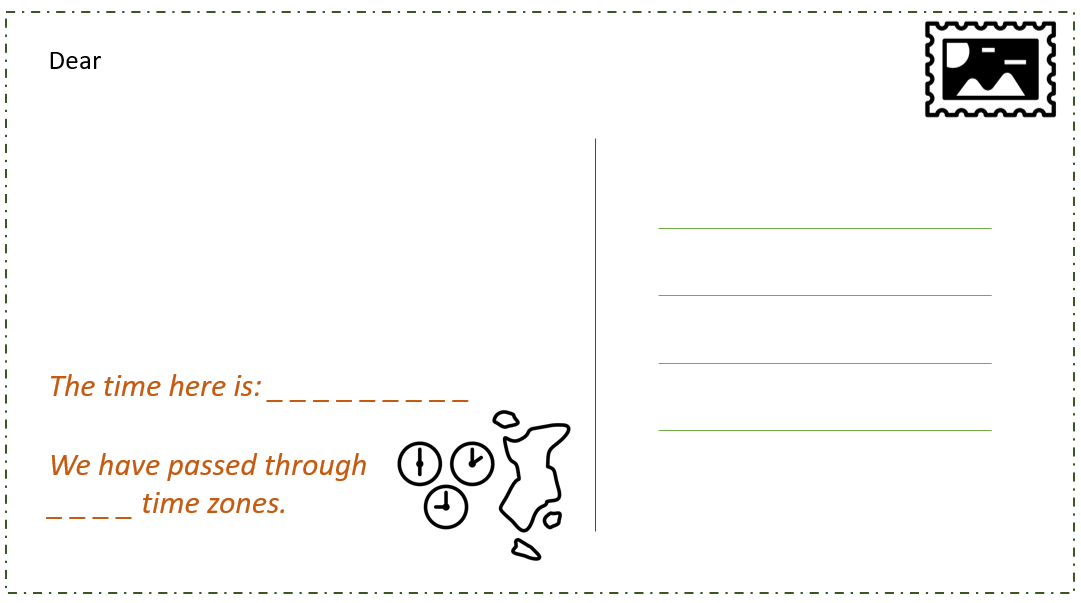 Dear
The time here is: _ _ _ _ _ _ _ _ _
We have passed through
_ _ _ _ time zones.